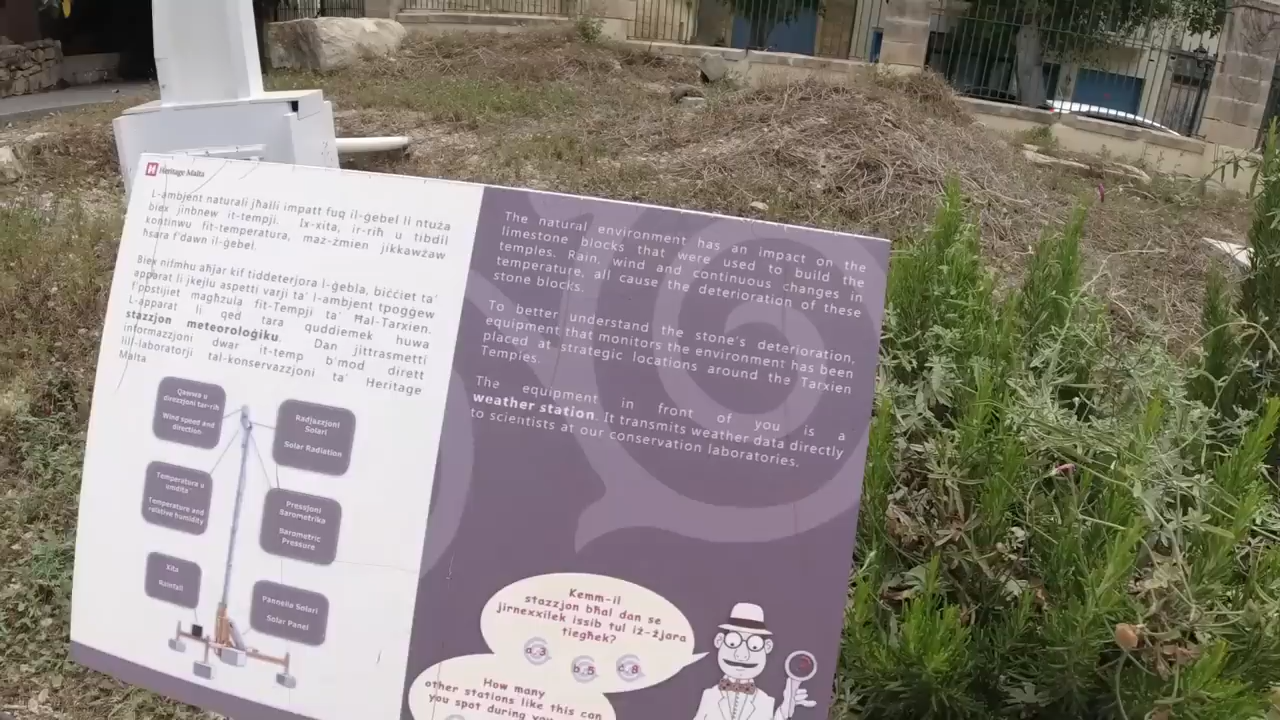 Heritage Malta
L-ambjent naturali jħalli impatt fuq il-ġebel li ntuża
biex jinbnew it-tempji. Ix-xita, ir-riħ u tibdil
kontinwu fit-temperatura, maż-żmien jikkawżaw
ħsara f'dawn il-ġebel.
Biex nifmhu aħjar kif tiddeterjora l-ġebla, biċċiet ta'
apparat li jkejlu aspetti varji ta' l-ambjent tpoġġew
f'postijiet magħżula fit-Tempji ta' Ħal-Tarxien.
L-apparat li qed tara quddiemek huwa
stazzjon meteoroloġiku. Dan jittrasmetti
informazzjoni dwar it-temp b'mod dirett
lill-laboratorji tal-konservazzjoni ta' Heritage
Malta.
Qawwa u
direzzjoni tar-riħ
Wind speed and
direction
Radjazzjoni
Solari
Solar Radiation
Temperatura u
umdita'
Temperature and
relative humidity
Pressjoni
Barometrika
Barometric
Pressure
Xita
Rainfall
Pannella Solari
Solar Panel
The natural environment has an impact on the
limestone blocks that were used to build the
temples. Rain, wind and continuous changes in
temperature, all cause the deterioration of these
stone blocks.
To better understand the stone's deterioration,
equipment that monitors the environment has been
placed at strategic locations around the Tarxien
Temples.
The equipment in front of you is a
weather station. It transmits weather data directly
to scientists at our conservation laboratories.
Kemm-il
stazzjon bħal dan se
jirnexxilek issib tul iż-żjara
tiegħek?
a.3 b.5 c.8
How many
other stations like this can
you spot during your